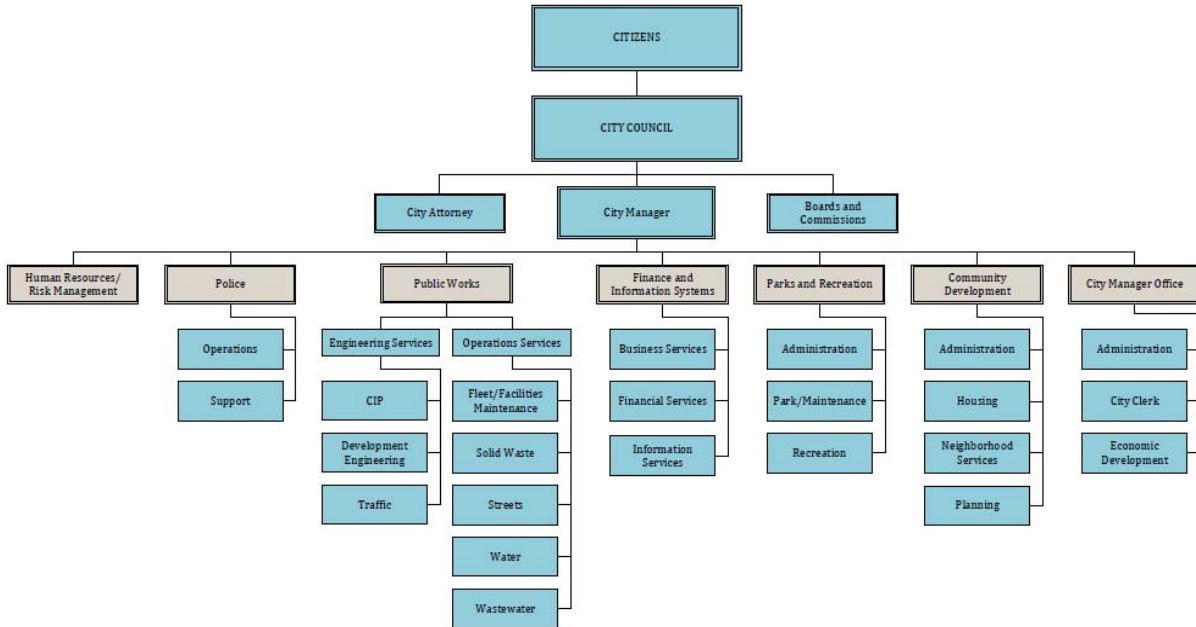 CITIZENS
CITY COUNCIL
City Attorney
City Manager
Boards and
Commissions
Human Resources/
Risk Management
Police
Public Works
Finance and
Information Systems
Parks and Recreation
Community
Development
City Manager Office
Operations
Support
Engineering Services
CIP
Development
Engineering
Traffic
Operations Services
Fleet/Facilities
Maintenance
Solid Waste
Streets
Water
Wastewater
Business Services
Financial Services
Information
Services
Administration
Park/Maintenance
Recreation
Administration
Housing
Neighborhood
Services
Planning
Administration
City Clerk
Economic
Development